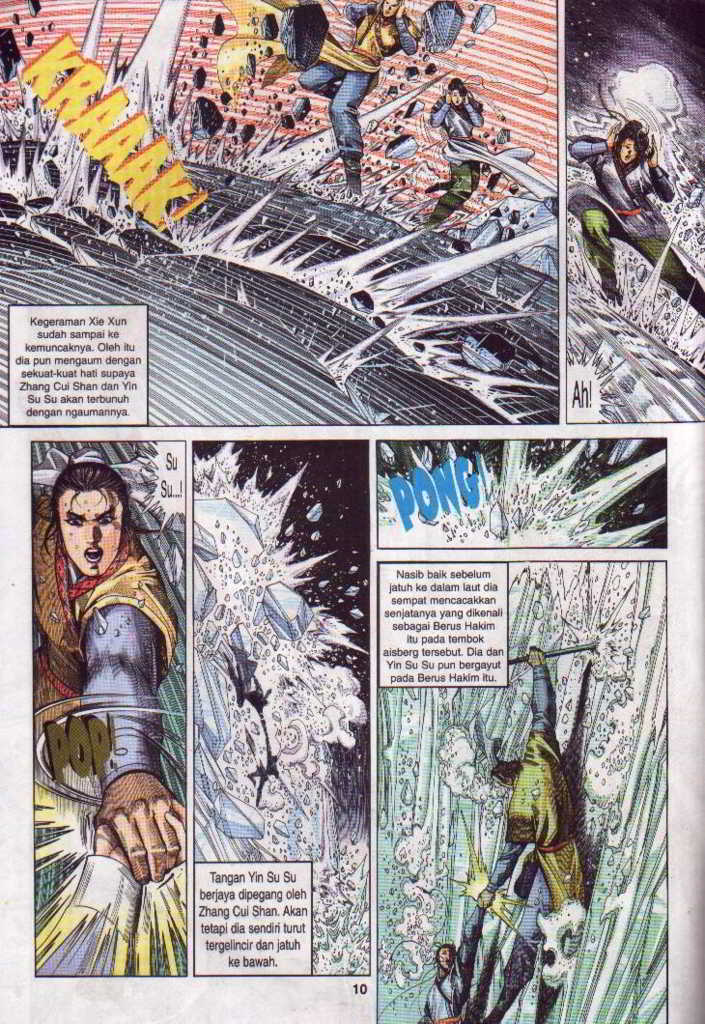 KRAAAAK!
Kegeraman Xie Xun
sudah sampai ke
kemuncaknya. Oleh itu
dia pun mengaum dengan
sekuat-kuat hati supaya
Zhang Cui Shan dan Yin
Su Su akan terbunuh
dengan ngaumannya.
Ah!
Su
Su...!
POP!
Tangan Yin Su Su
berjaya dipegang oleh
Zhang Cui Shan. Akan
tetapi dia sendiri turut
tergelincir dan jatuh
ke bawah.
PONG!
Nasib baik sebelum
jatuh ke dalam laut dia
sempat mencacakkan
senjatanya yang dikenali
sebagai Berus Hakim
itu pada tembok
aisberg tersebut. Dia dan
Yin Su Su pun bergayut
pada Berus Hakim itu.
10